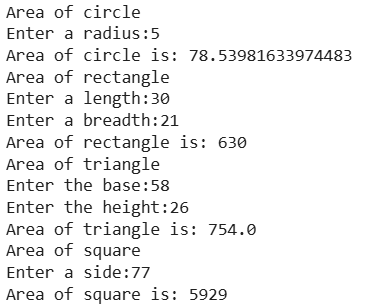 Area of circle
Enter a radius:5
Area of circle is: 78.53981633974483
Area of rectangle
Enter a length:30
Enter a breadth:21
Area of rectangle is: 630
Area of triangle
Enter the base:58
Enter the height:26
Area of triangle is: 754.0
Area of square
Enter a side:77
Area of square is: 5929